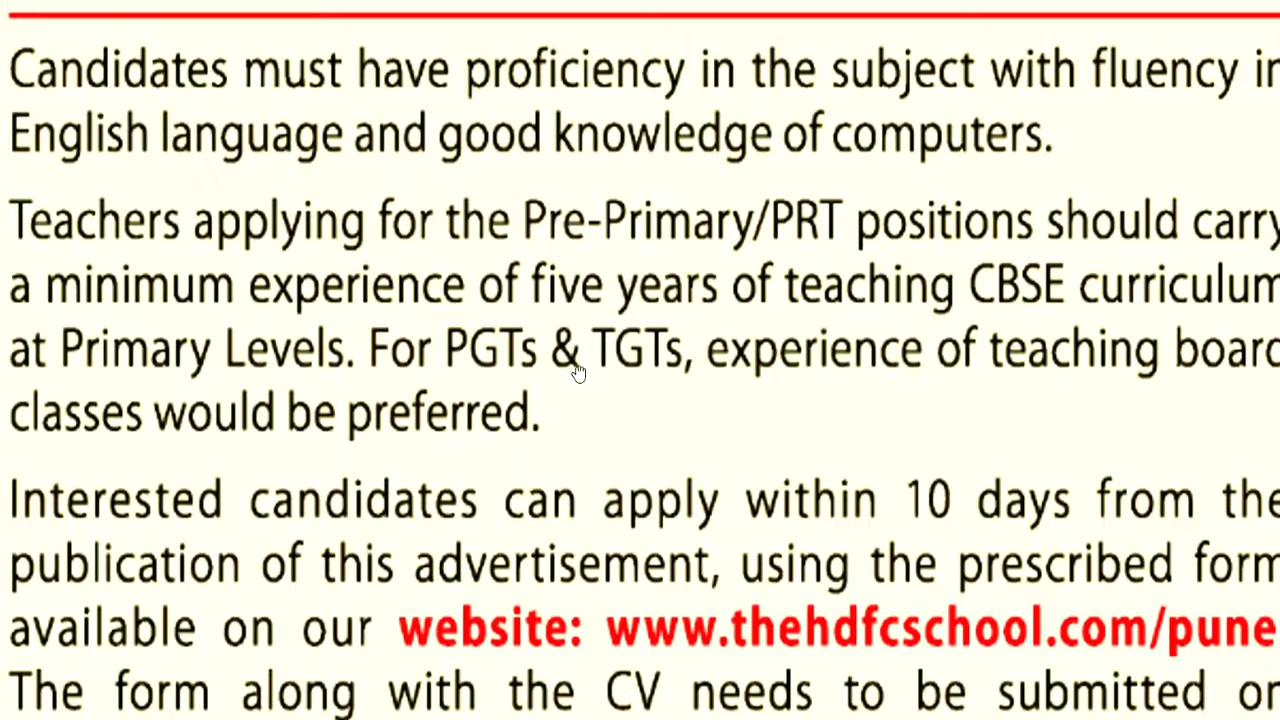 Candidates must have proficiency in the subject with fluency in
English language and good knowledge of computers.
Teachers applying for the Pre-Primary/PRT positions should carry
a minimum experience of five years of teaching CBSE curriculum
at Primary Levels. For PGTs & TGTs, experience of teaching board
classes would be preferred.
Interested candidates can apply within 10 days from the
publication of this advertisement, using the prescribed form
available on our website: www.thehdfcschool.com/pune
The form along with the CV needs to be submitted on